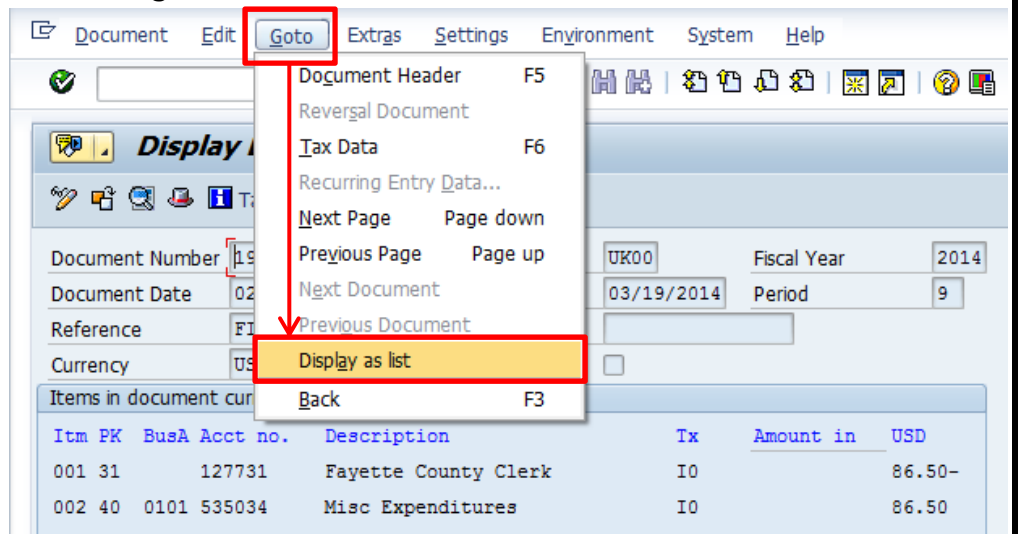 Document Edit Goto Extras Settings Environment System Help
Document Header F5
Reversal Document
Display
Tax Data F6
Recurring Entry Data...
Next Page Page down
Document Number 19 Previous Page Page up UK00 Fiscal Year 2014
Document Date 02 Next Document 03/19/2014 Period 9
Reference FI Previous Document
Currency US Display as list
Items in document cur Back F3
Itm PK BusA Acct no. Description Tx Amount in USD
001 31 127731 Fayette County Clerk I0 86.50-
002 40 0101 535034 Misc Expenditures I0 86.50